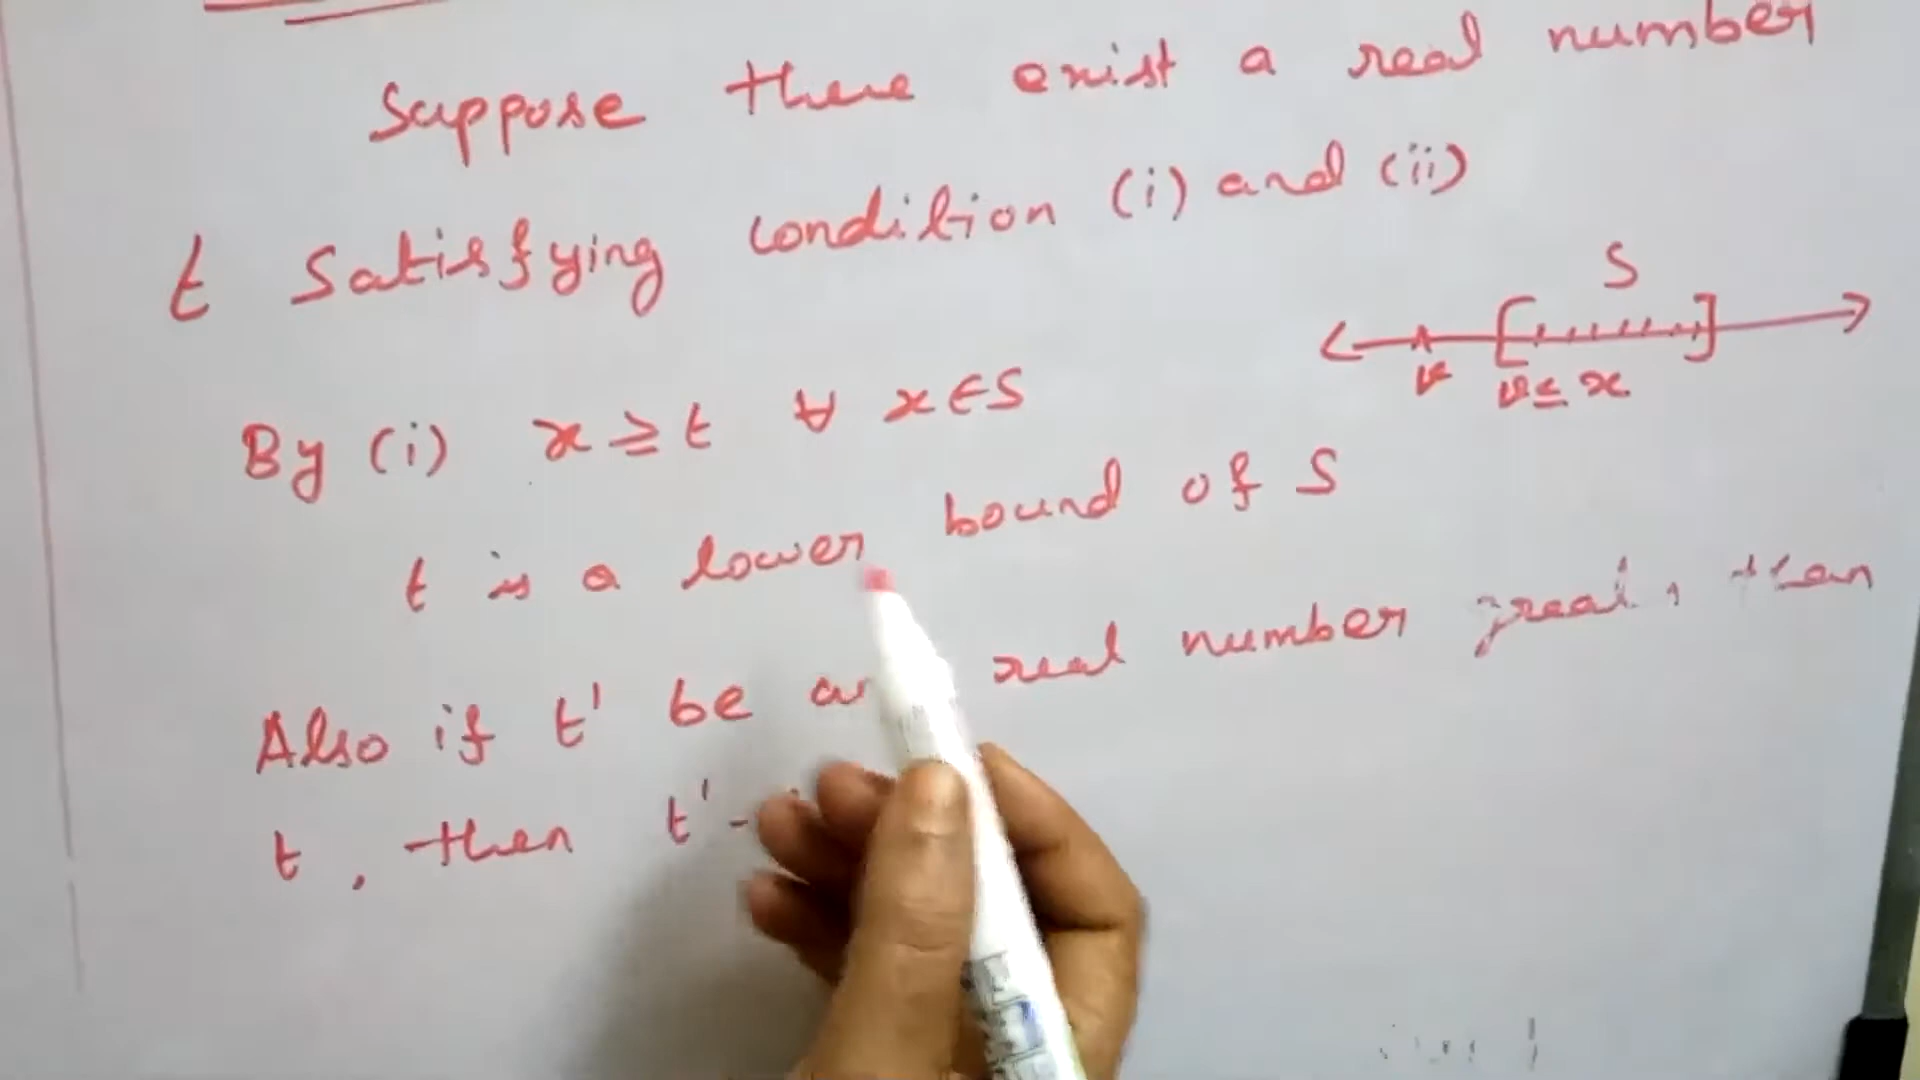 Suppose there exist a real number
t satisfying condition (i) and (ii)
S
v v ≤ x
By (i) x ≥ t ∀ x ∈ S
t is a lower bound of S
Also if t' be real number than
t, then t' -